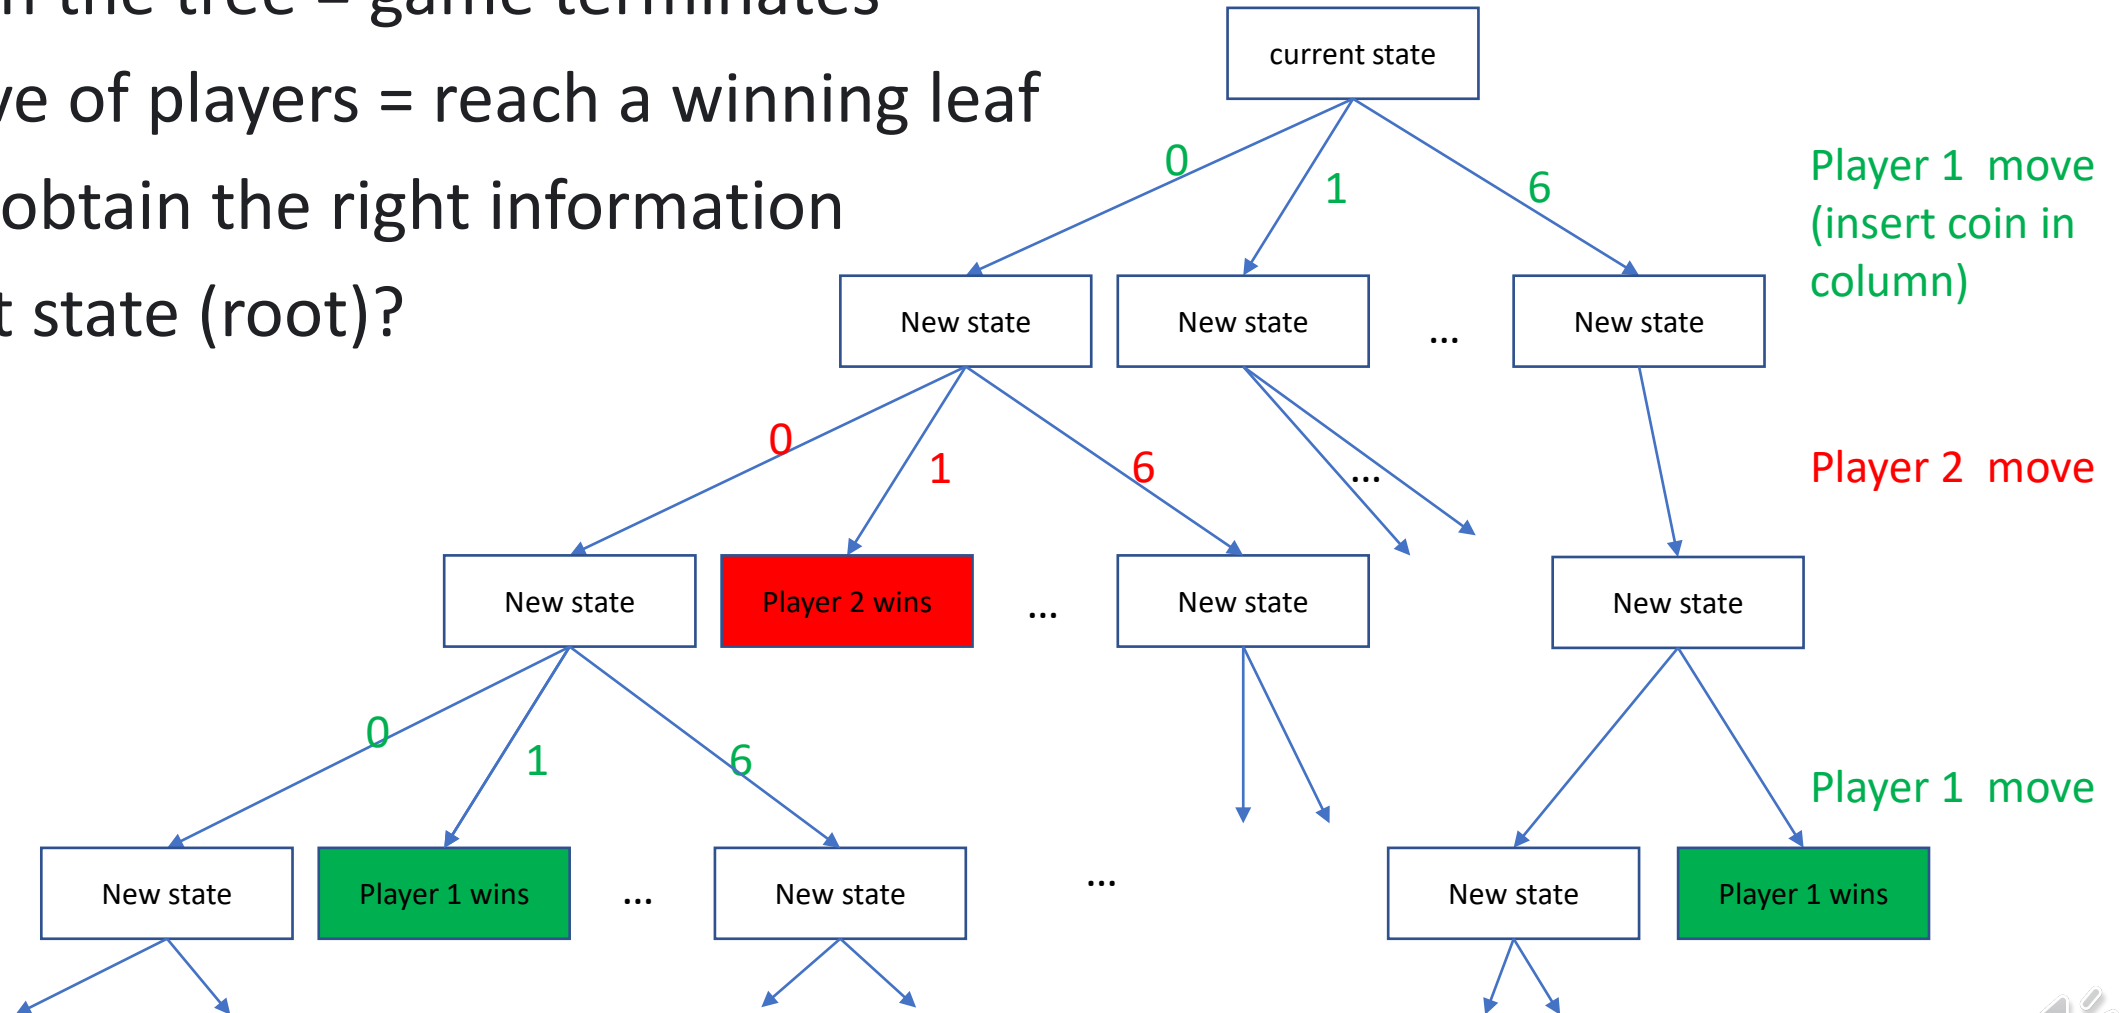 the tree = game terminates
of players = reach a winning leaf
obtain the right information
state (root)?
current state
0
1
6
Player 1 move
(insert coin in
column)
New state
New state
...
New state
0
1
6
...
Player 2 move
New state
Player 2 wins
...
New state
New state
0
1
6
Player 1 move
New state
Player 1 wins
...
New state
...
New state
Player 1 wins